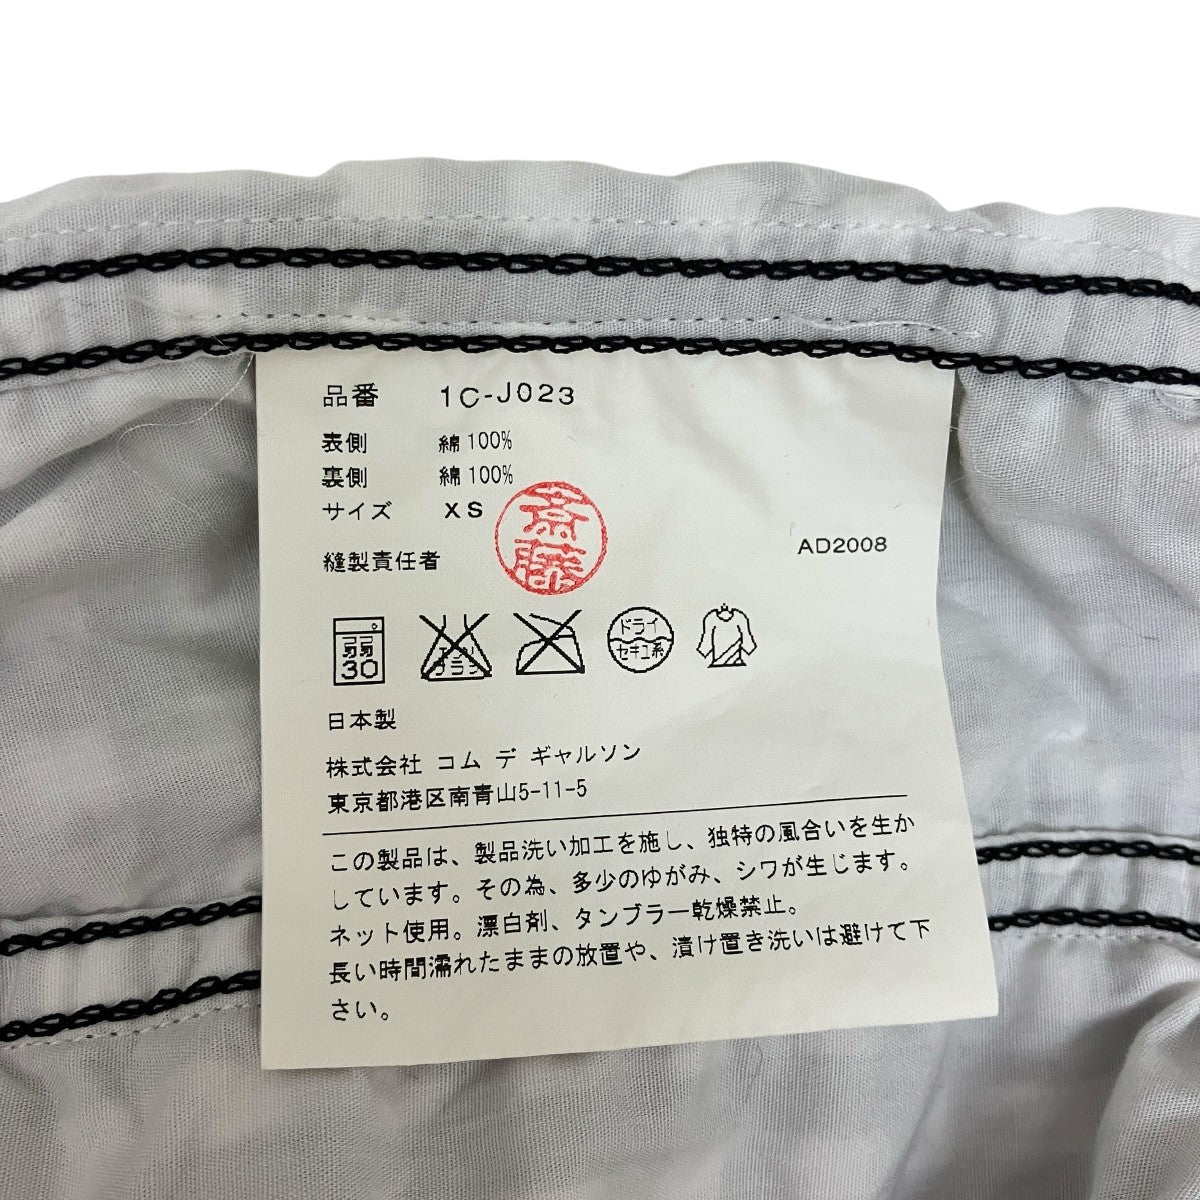 品番 1C-J023
表側 綿 100%
裏側 綿 100%
サイズ XS
斎藤
縫製責任者
AD2008
弱
30
エンソ
ドライ
セキユ系
日本製
株式会社 コム デ ギャルソン
東京都港区南青山5-11-5
この製品は、製品洗い加工を施し、独特の風合いを生か
しています。その為、多少のゆがみ、シワが生じます。
ネット使用。漂白剤、タンブラー乾燥禁止。
長い時間濡れたままの放置や、漬け置き洗いは避けて下
さい。